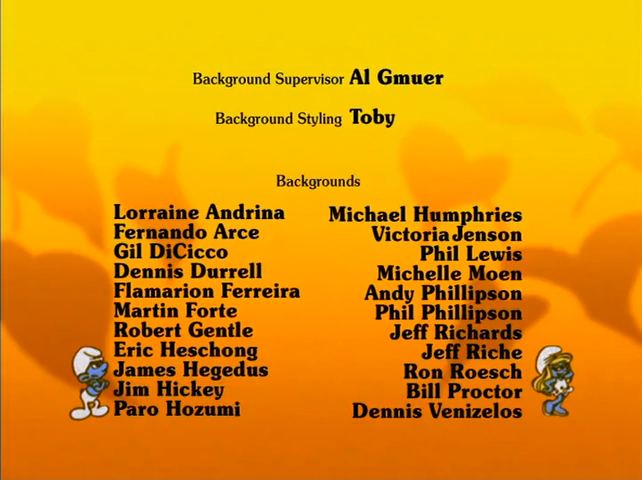 Background Supervisor Al Gmuer
Background Styling Toby
Backgrounds
Lorraine Andrina
Fernando Arce
Gil DiCicco
Dennis Durrell
Flamarion Ferreira
Martin Forte
Robert Gentle
Eric Heschong
James Hegedus
Jim Hickey
Paro Hozumi
Michael Humphries
Victoria Jenson
Phil Lewis
Michelle Moen
Andy Phillipson
Phil Phillipson
Jeff Richards
Jeff Riche
Ron Roesch
Bill Proctor
Dennis Venizelos